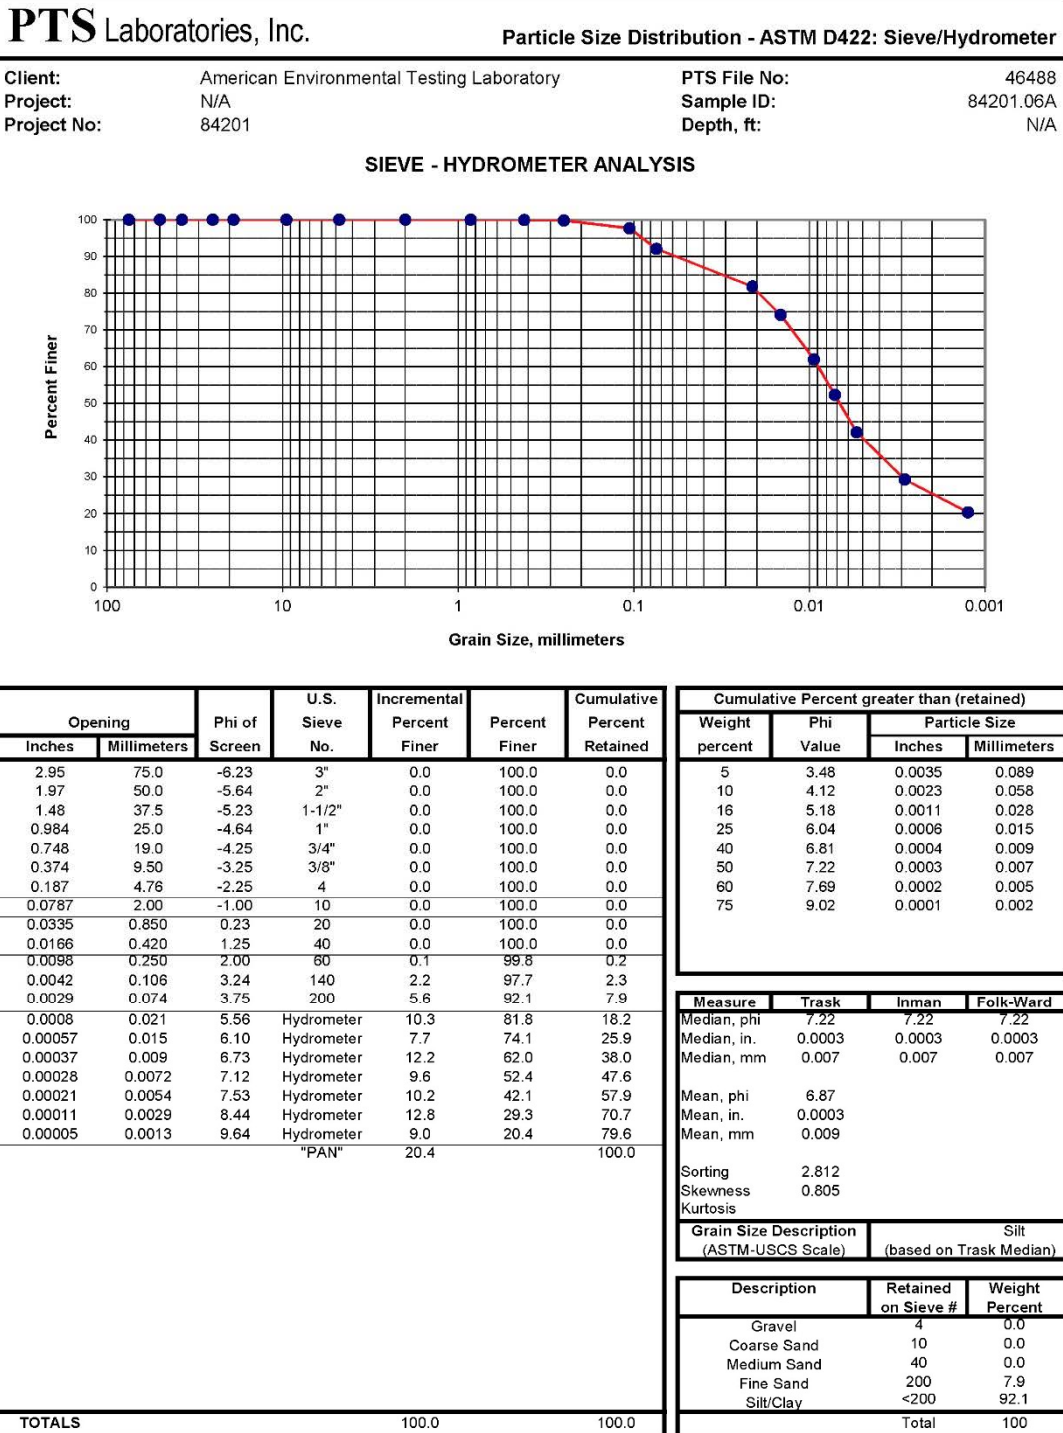 PTS Laboratories, Inc.
Particle Size Distribution - ASTM D422: Sieve/Hydrometer
Client: American Environmental Testing Laboratory PTS File No: 46488
Project: N/A Sample ID: 84201.06A
Project No: 84201 Depth, ft: N/A
SIEVE - HYDROMETER ANALYSIS
100
90
80
70
60
50
40
30
20
10
0
Percent Finer
100 10 1 0.1 0.01 0.001
Grain Size, millimeters
U.S. Incremental Cumulative
Opening Phi of Sieve Percent Percent Percent
Inches Millimeters Screen No. Finer Finer Retained
2.95 75.0 -6.23 3" 0.0 100.0 0.0
1.97 50.0 -5.64 2" 0.0 100.0 0.0
1.48 37.5 -5.23 1-1/2" 0.0 100.0 0.0
0.984 25.0 -4.64 1" 0.0 100.0 0.0
0.748 19.0 -4.25 3/4" 0.0 100.0 0.0
0.374 9.50 -3.25 3/8" 0.0 100.0 0.0
0.187 4.76 -2.25 4 0.0 100.0 0.0
0.0787 2.00 -1.00 10 0.0 100.0 0.0
0.0335 0.850 0.23 20 0.0 100.0 0.0
0.0166 0.420 1.25 40 0.0 100.0 0.0
0.0098 0.250 2.00 60 0.1 99.8 0.2
0.0042 0.106 3.24 140 2.2 97.7 2.3
0.0029 0.074 3.75 200 5.6 92.1 7.9
0.0008 0.021 5.56 Hydrometer 10.3 81.8 18.2
0.00057 0.015 6.10 Hydrometer 7.7 74.1 25.9
0.00037 0.009 6.73 Hydrometer 12.2 62.0 38.0
0.00028 0.0072 7.12 Hydrometer 9.6 52.4 47.6
0.00021 0.0054 7.53 Hydrometer 10.2 42.1 57.9
0.00011 0.0029 8.44 Hydrometer 12.8 29.3 70.7
0.00005 0.0013 9.64 Hydrometer 9.0 20.4 79.6
"PAN" 20.4 100.0
TOTALS 100.0 100.0
Cumulative Percent greater than (retained)
Weight Phi Particle Size
percent Value Inches Millimeters
5 3.48 0.0035 0.089
10 4.12 0.0023 0.058
16 5.18 0.0011 0.028
25 6.04 0.0006 0.015
40 6.81 0.0004 0.009
50 7.22 0.0003 0.007
60 7.69 0.0002 0.005
75 9.02 0.0001 0.002
Measure Trask Inman Folk-Ward
Median, phi 7.22 7.22 7.22
Median, in. 0.0003 0.0003 0.0003
Median, mm 0.007 0.007 0.007
Mean, phi 6.87
Mean, in. 0.0003
Mean, mm 0.009
Sorting 2.812
Skewness 0.805
Kurtosis
Grain Size Description Silt
(ASTM-USCS Scale) (based on Trask Median)
Description Retained Weight
on Sieve # Percent
Gravel 4 0.0
Coarse Sand 10 0.0
Medium Sand 40 0.0
Fine Sand 200 7.9
Silt/Clay <200 92.1
Total 100